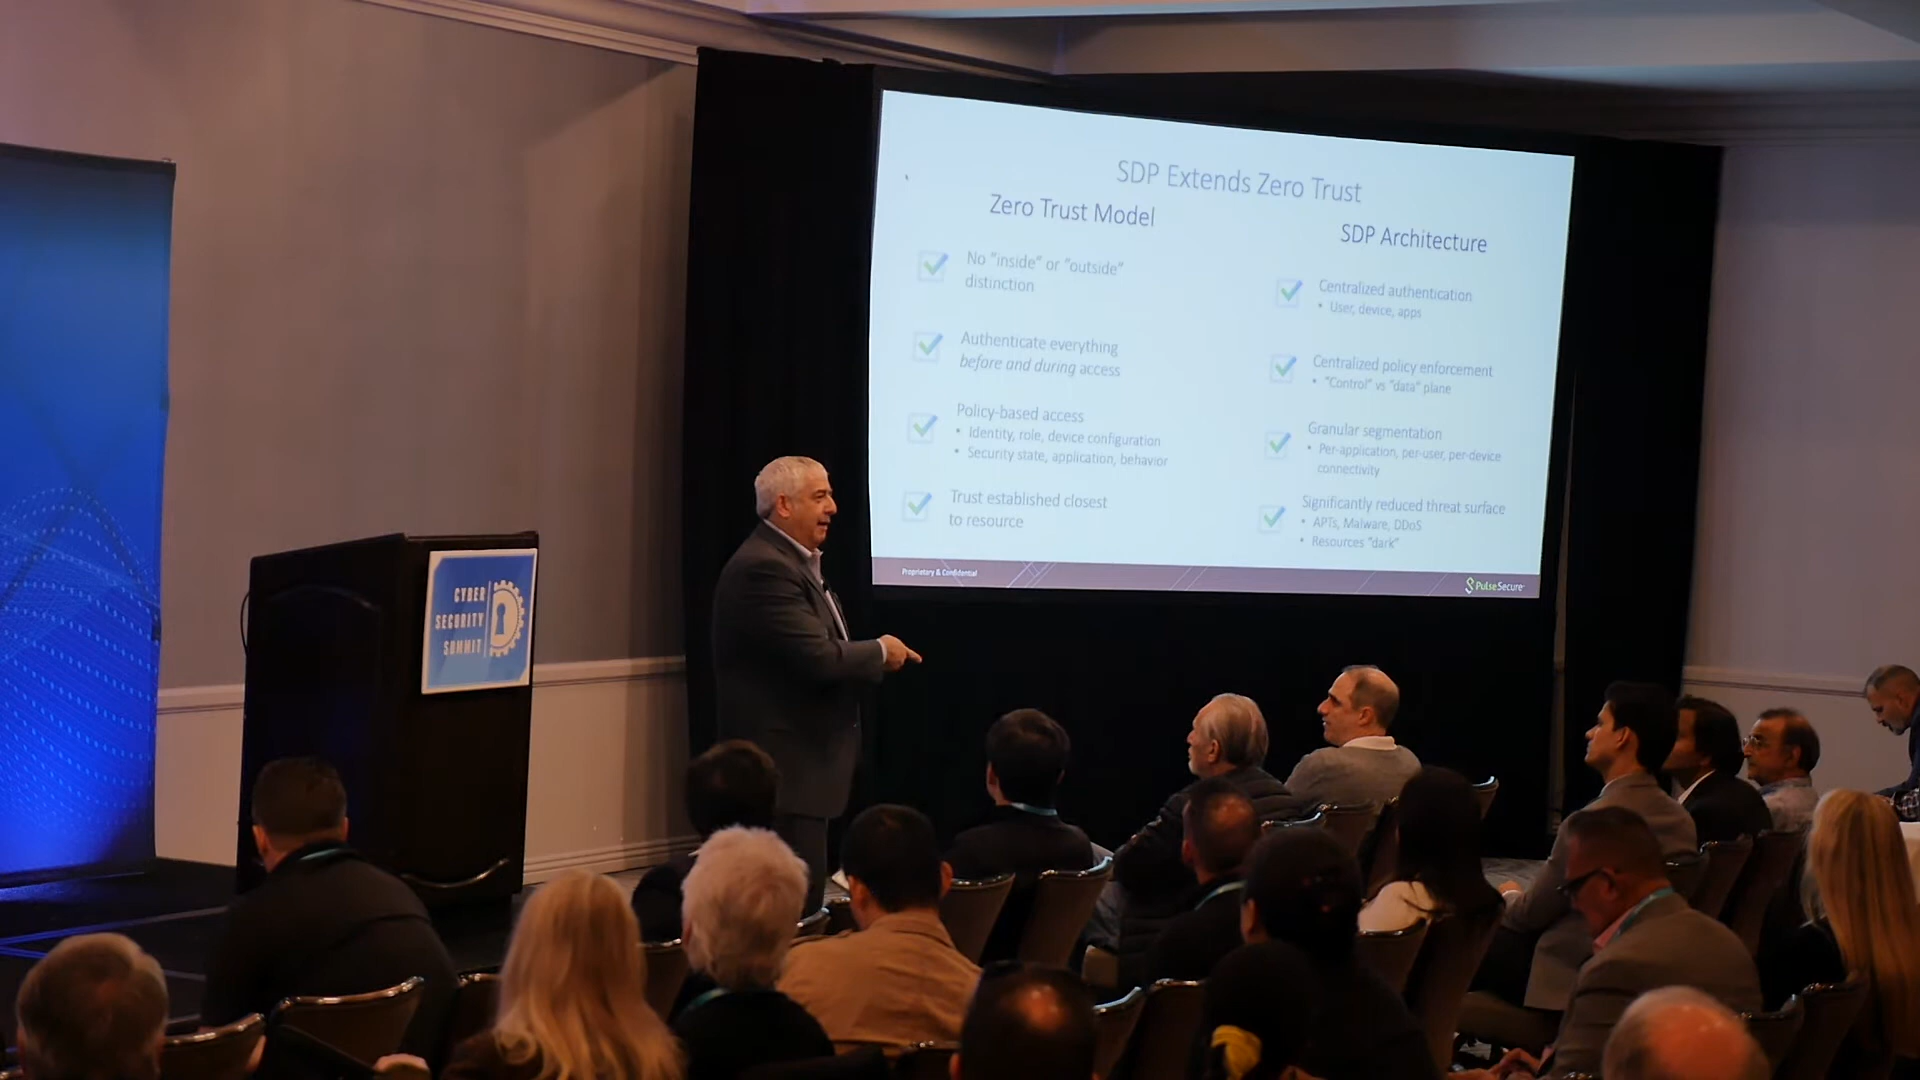 SDP Extends Zero Trust
Zero Trust Model
No "inside" or "outside"
distinction
Authenticate everything
before and during access
Policy-based access
• Identity, role, device configuration
• Security state, application, behavior
Trust established closest
to resource
SDP Architecture
Centralized authentication
• User, device, apps
Centralized policy enforcement
• "Control" vs "data" plane
Granular segmentation
• Per-application, per-user, per-device
connectivity
Significantly reduced threat surface
• APTs, Malware, DDoS
• Resources "dark"
Proprietary & Confidential
PulseSecure
CYBER
SECURITY
SUMMIT